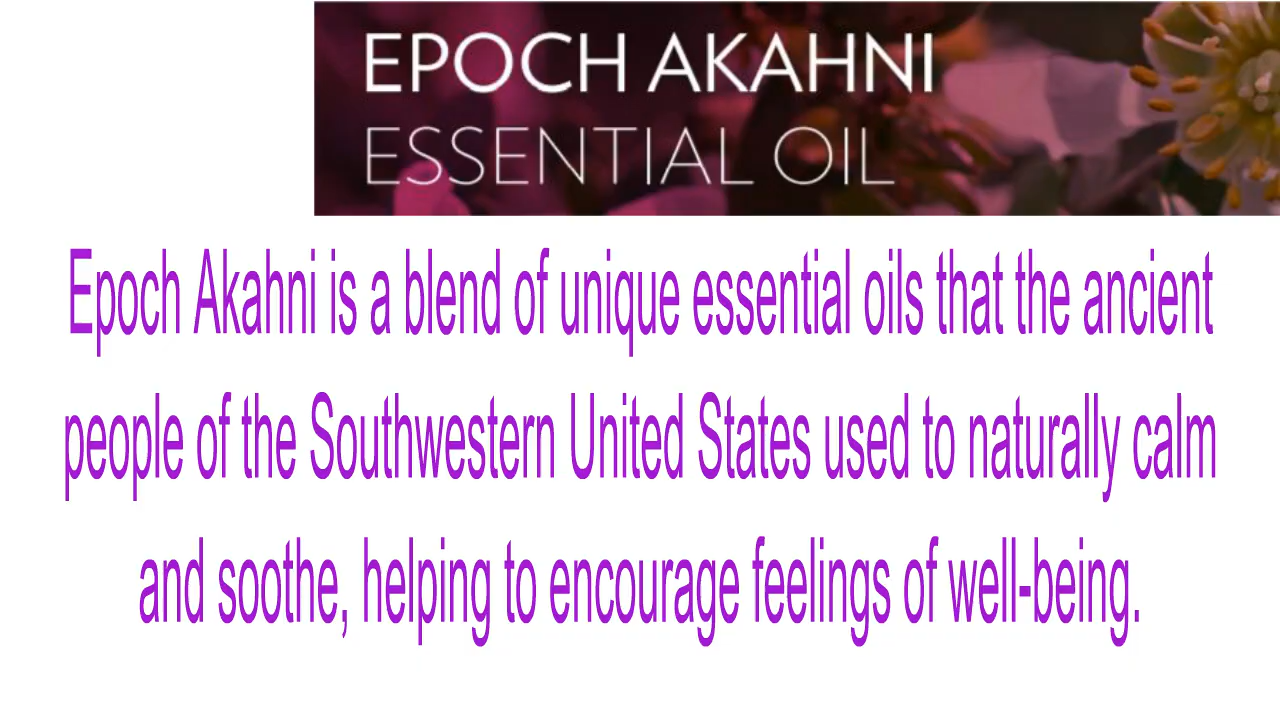 EPOCH AKAHNI
ESSENTIAL OIL
Epoch Akahni is a blend of unique essential oils that the ancient
people of the Southwestern United States used to naturally calm
and soothe, helping to encourage feelings of well-being.